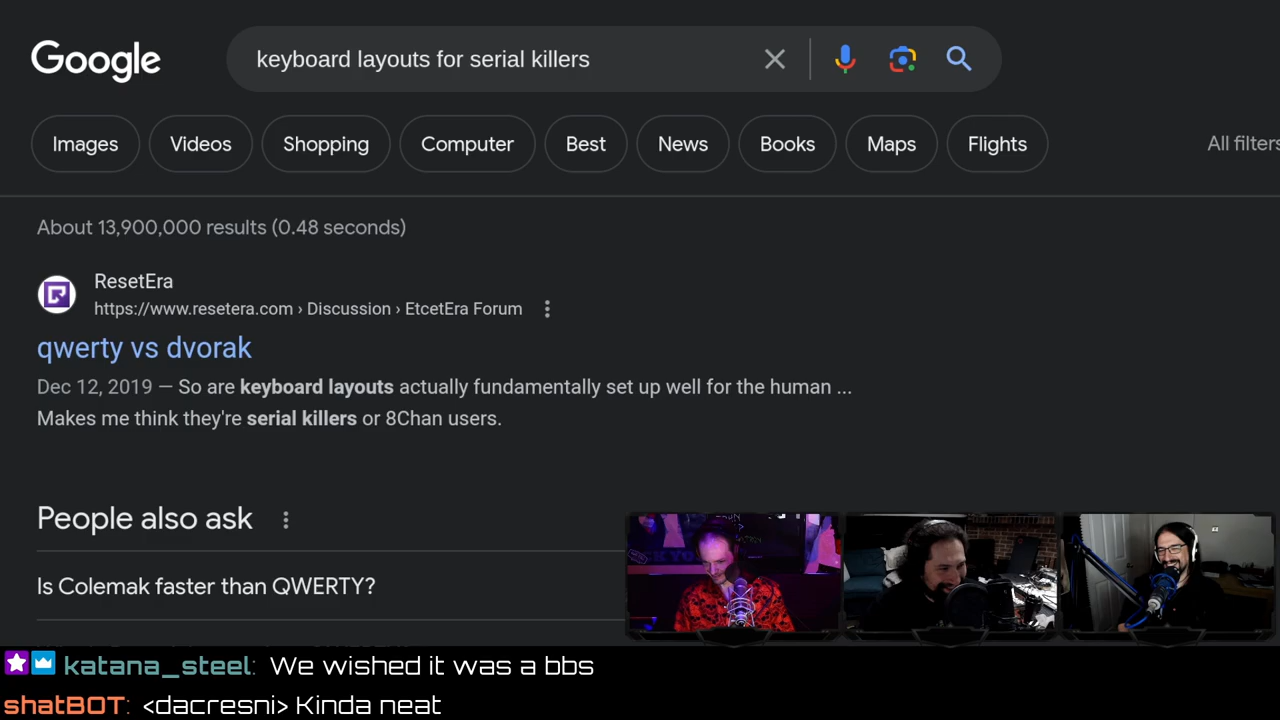 Google
keyboard layouts for serial killers
Images Videos Shopping Computer Best News Books Maps Flights All filters
About 13,900,000 results (0.48 seconds)
ResetEra
https://www.resetera.com › Discussion › EtcetEra Forum
qwerty vs dvorak
Dec 12, 2019 — So are keyboard layouts actually fundamentally set up well for the human ...
Makes me think they're serial killers or 8Chan users.
People also ask
Is Colemak faster than QWERTY?
katana_steel: We wished it was a bbs
shatBOT: <dacresni> Kinda neat